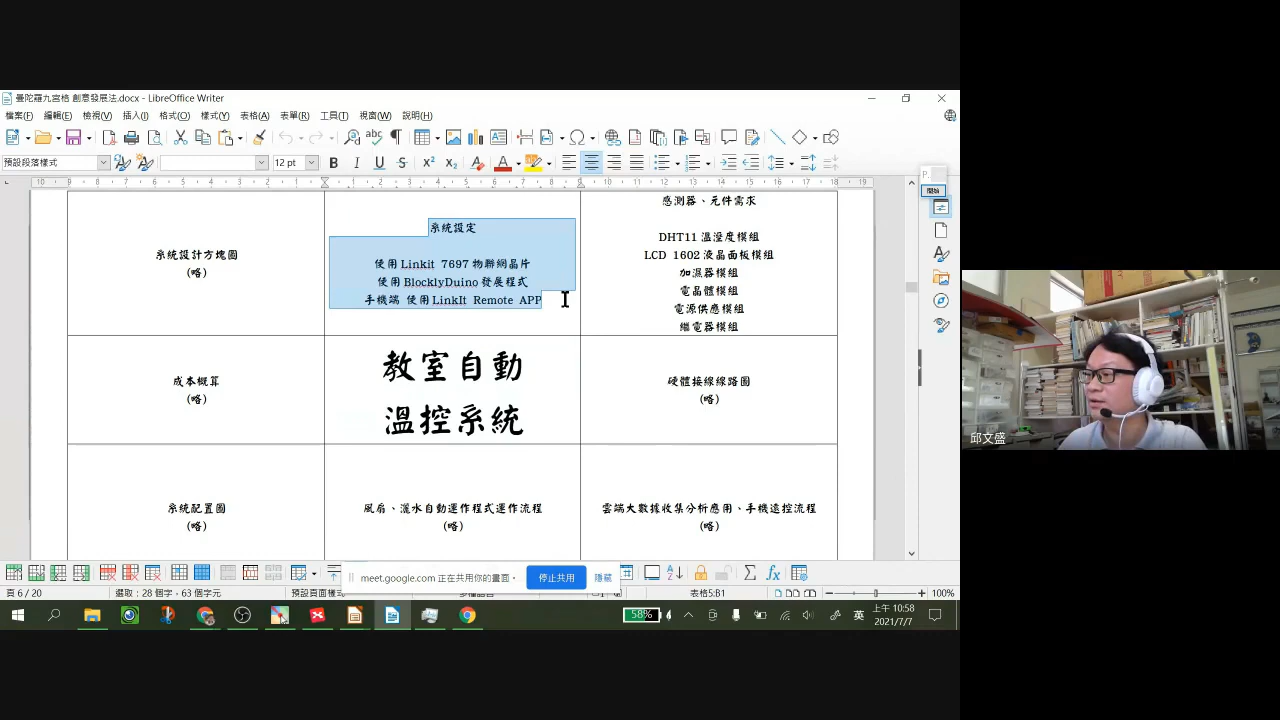 曼陀羅九宮格 創意發展法.docx - LibreOffice Writer
檔案(F) 編輯(E) 檢視(V) 插入(I) 格式(O) 樣式(Y) 表格(A) 表單(R) 工具(T) 視窗(W) 說明(H)
預設段落樣式
12 pt
開始
系統設計方塊圖
(略)
系統設定
使用 Linkit 7697 物聯網晶片
使用 BlocklyDuino 發展程式
手機端 使用 LinkIt Remote APP
感測器、元件需求
DHT11 溫溼度模組
LCD 1602 液晶面板模組
加濕器模組
電晶體模組
電源供應模組
繼電器模組
成本概算
(略)
教室自動
溫控系統
硬體接線線路圖
(略)
系統配置圖
(略)
風扇、灑水自動運作程式運作流程
(略)
雲端大數據收集分析應用、手機遠控流程
(略)
meet.google.com 正在共用你的畫面。 停止共用 隱藏
頁 6 / 20 選取：28 個字，63 個字元 預設頁面樣式 表格5:B1 100%
58% 英 上午 10:58
2021/7/7
邱文盛